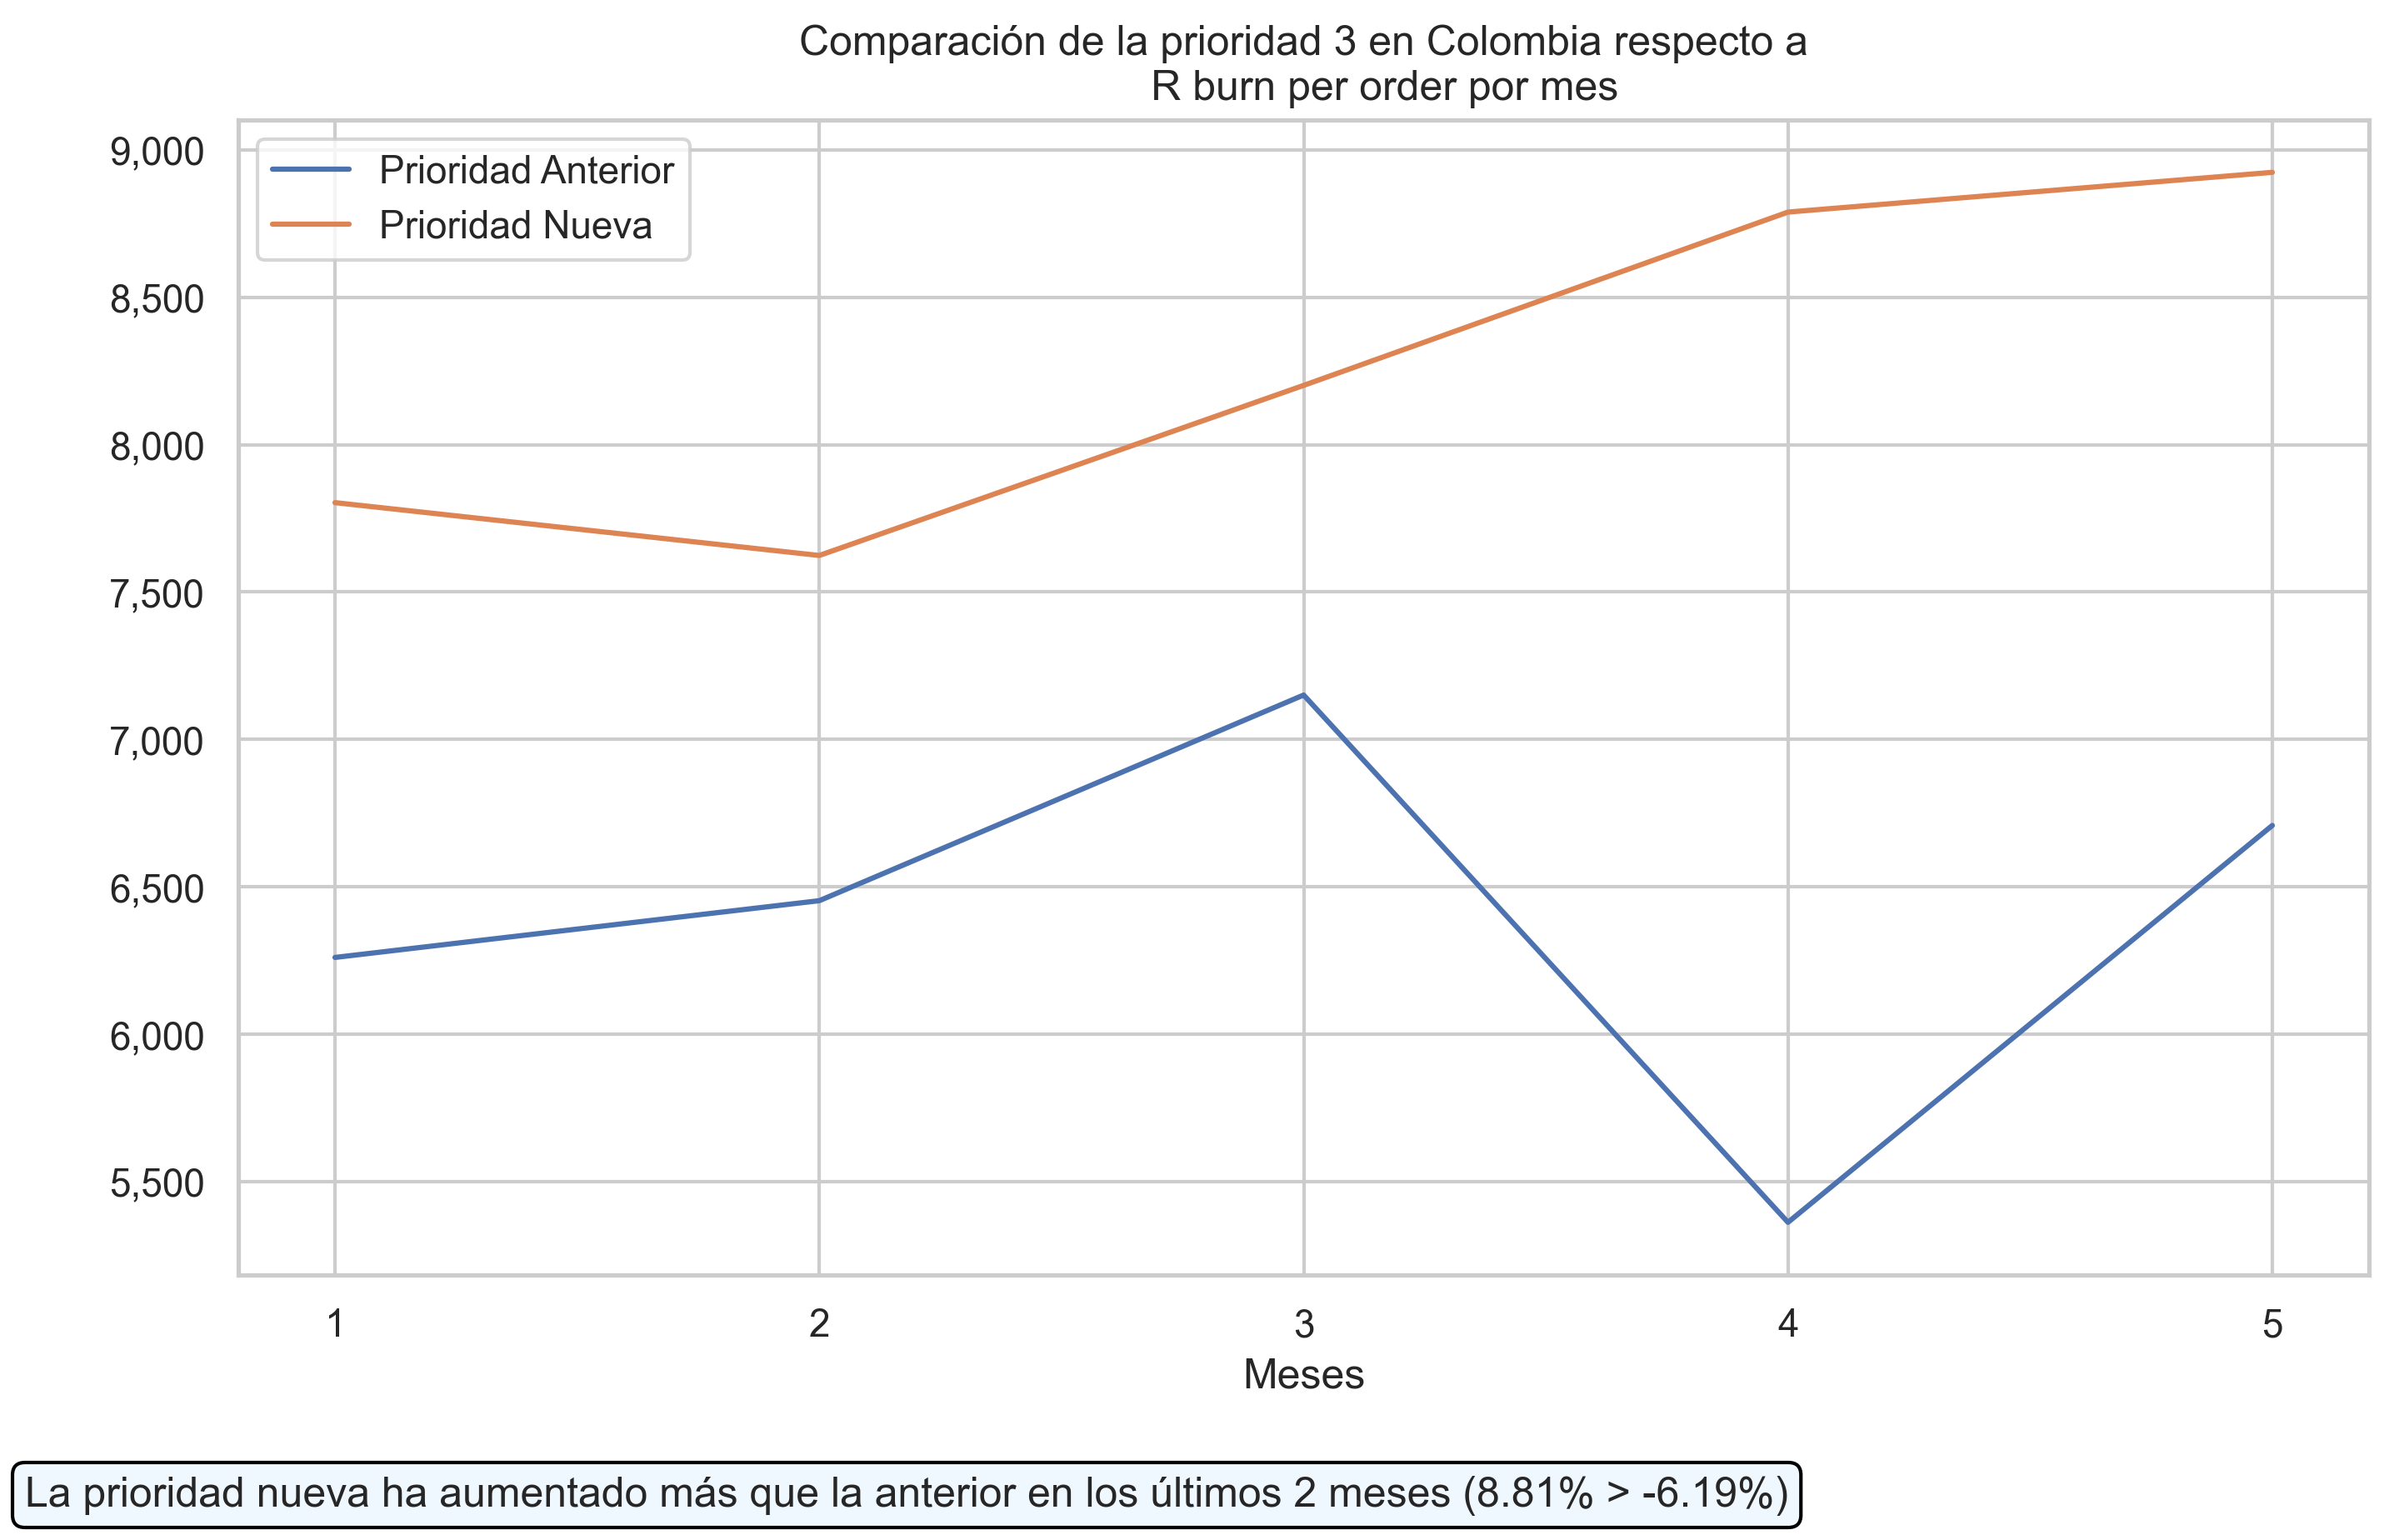 Comparación de la prioridad 3 en Colombia respecto a
R burn per order por mes
Prioridad Anterior
Prioridad Nueva
9,000
8,500
8,000
7,500
7,000
6,500
6,000
5,500
1 2 3 4 5
Meses
La prioridad nueva ha aumentado más que la anterior en los últimos 2 meses (8.81% > -6.19%)